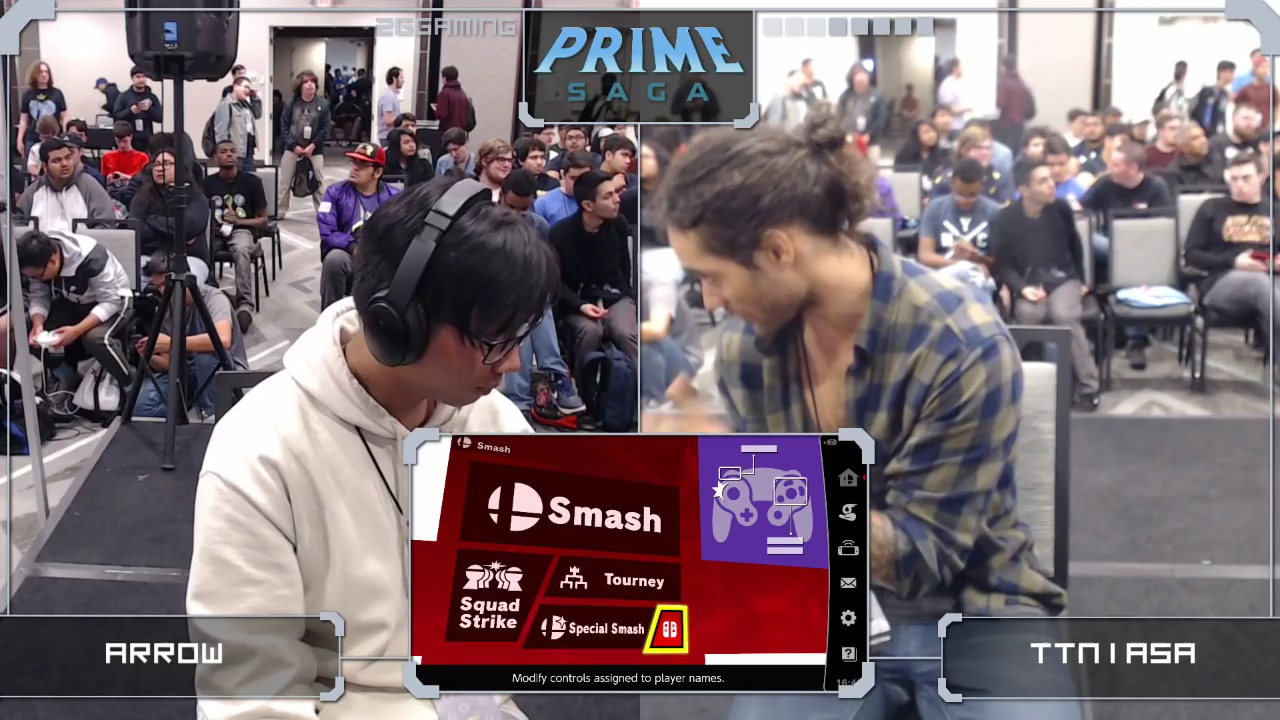 2GGAMING
PRIME
SAGA
Smash
Smash
Squad
Strike
Tourney
Special Smash
Modify controls assigned to player names.
ARROW
TTN | ASA